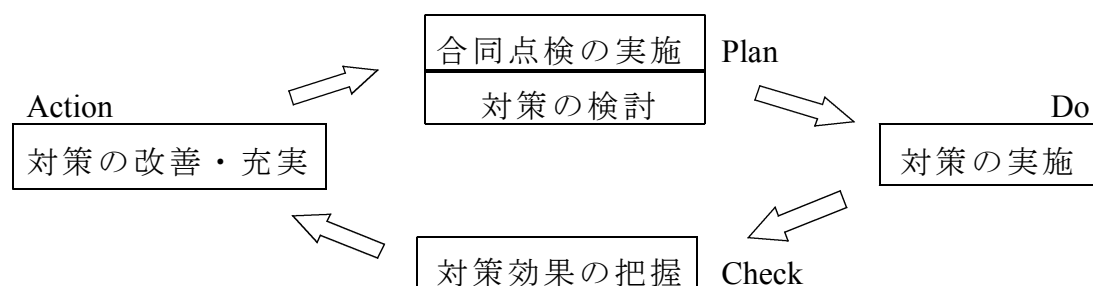 合同点検の実施
Plan
対策の検討
Action
対策の改善・充実
Do
対策の実施
対策効果の把握
Check